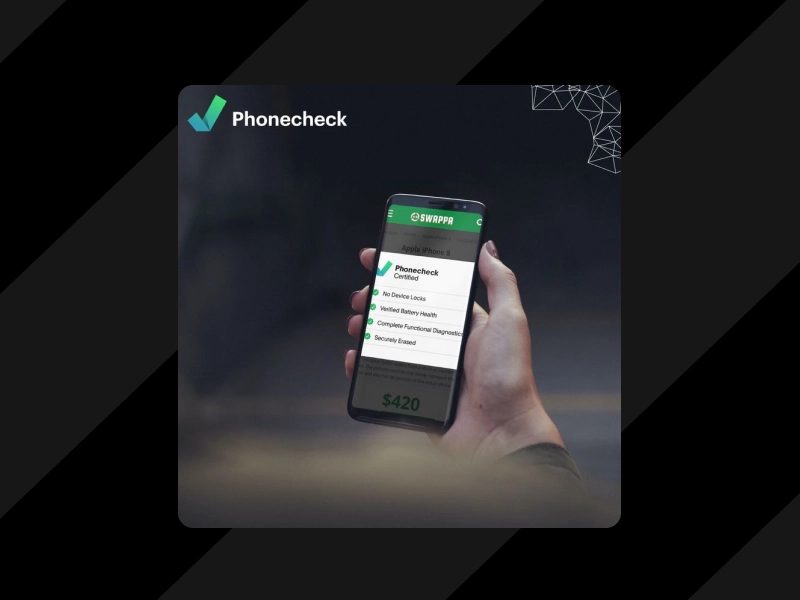 Phonecheck
SWAPPA
Apple iPhone 8
Phonecheck
Certified
No Device Locks
Verified Battery Health
Complete Functional Diagnostics
Securely Erased
$420